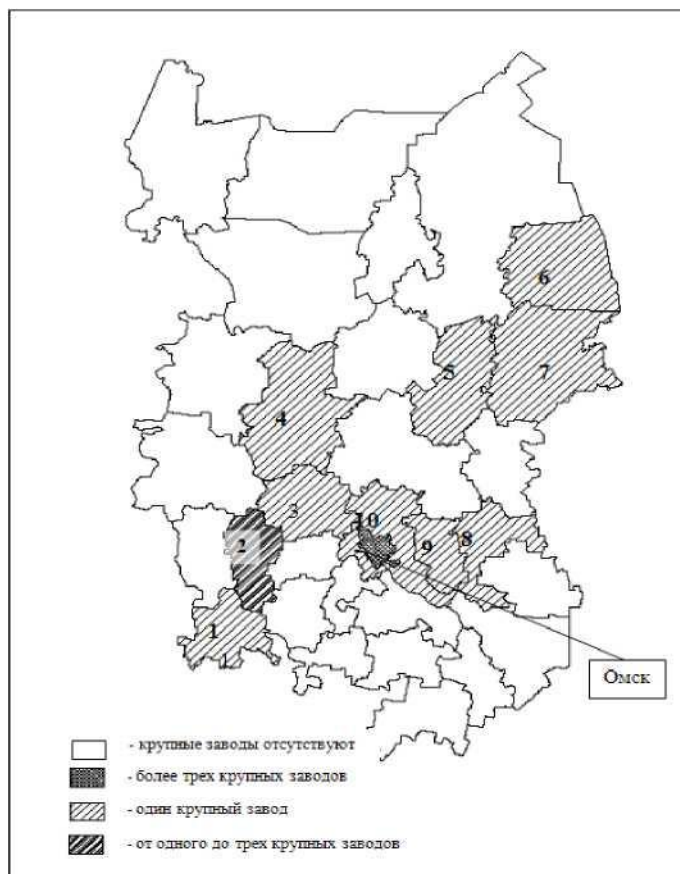 6
5
7
4
3
10
2
9
8
1
1
Омск
- крупные заводы отсутствуют
- более трех крупных заводов
- один крупный завод
- от одного до трех крупных заводов